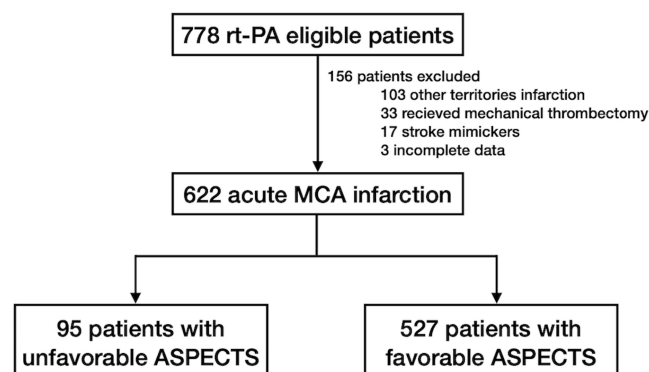 778 rt-PA eligible patients
156 patients excluded
103 other territories infarction
33 recieved mechanical thrombectomy
17 stroke mimickers
3 incomplete data
622 acute MCA infarction
95 patients with
unfavorable ASPECTS
527 patients with
favorable ASPECTS